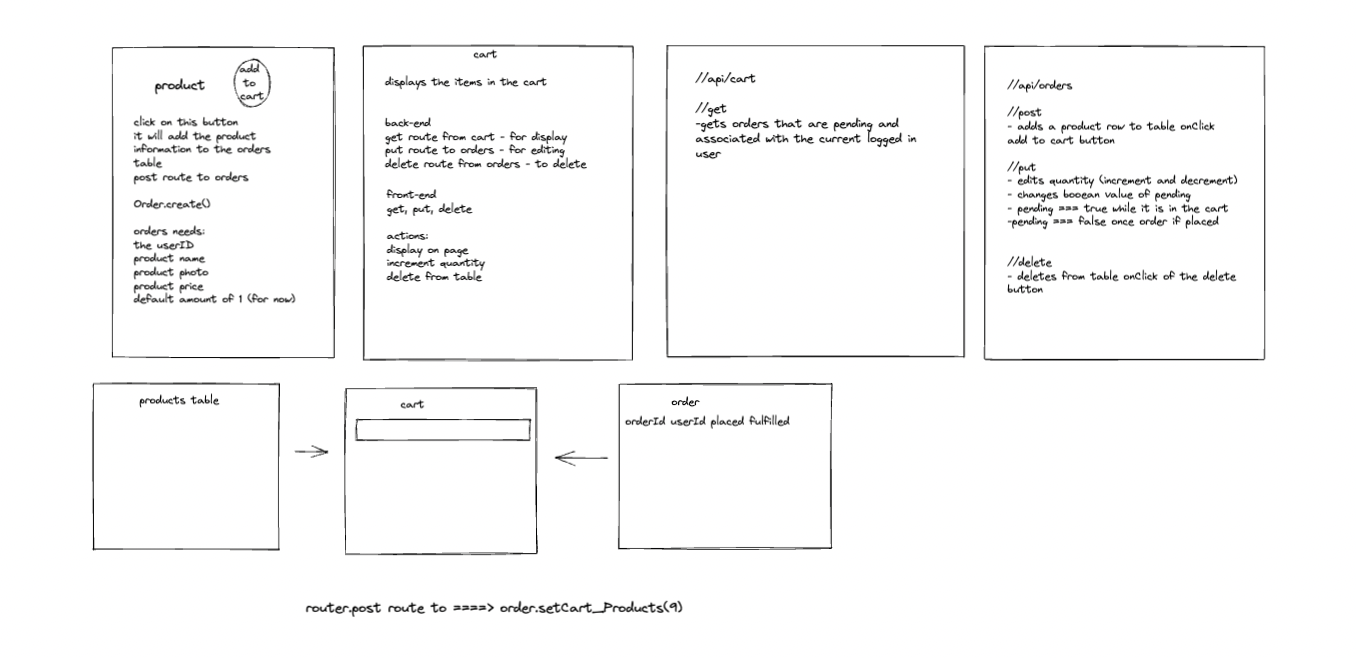 product
add
to
cart
click on this button
it will add the product
information to the orders
table
post route to orders
Order.create()
orders needs:
the userID
product name
product photo
product price
default amount of 1 (for now)
cart
displays the items in the cart
back-end
get route from cart - for display
put route to orders - for editing
delete route from orders - to delete
front-end
get, put, delete
actions:
display on page
increment quantity
delete from table
//api/cart
//get
-gets orders that are pending and
associated with the current logged in
user
//api/orders
//post
- adds a product row to table onClick
add to cart button
//put
- edits quantity (increment and decrement)
- changes booean value of pending
- pending === true while it is in the cart
-pending === false once order if placed
//delete
- deletes from table onClick of the delete
button
products table
cart
order
orderId userId placed fulfilled
router.post route to ====> order.setCart_Products(9)